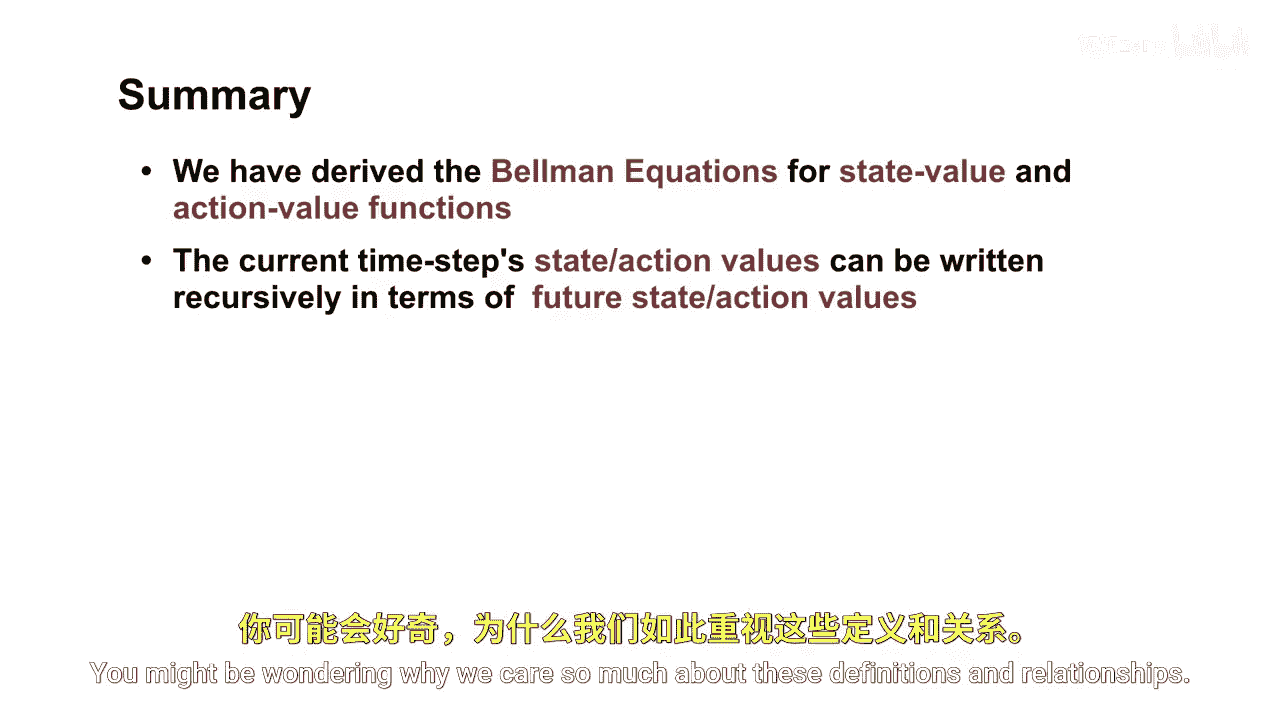 Summary
• We have derived the Bellman Equations for state-value and
action-value functions
• The current time-step's state/action values can be written
recursively in terms of future state/action values
你可能会好奇，为什么我们如此重视这些定义和关系。
You might be wondering why we care so much about these definitions and relationships.